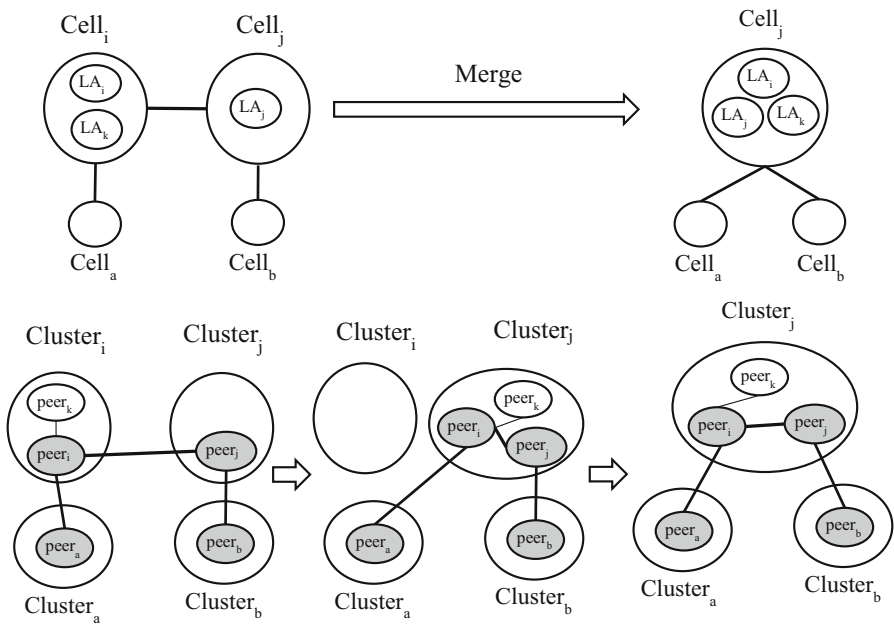 Cell_i
Cell_j
Cell_j
LA_i
LA_k
LA_j
Merge
LA_i
LA_j
LA_k
Cell_a
Cell_b
Cell_a
Cell_b
Cluster_i
Cluster_j
Cluster_i
Cluster_j
Cluster_j
peer_k
peer_i
peer_j
peer_a
peer_b
peer_k
peer_i
peer_j
peer_a
peer_b
peer_k
peer_i
peer_j
peer_a
peer_b
Cluster_a
Cluster_b
Cluster_a
Cluster_b
Cluster_a
Cluster_b